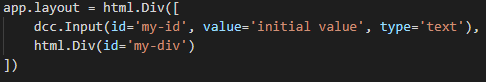 app.layout = html.Div([
    dcc.Input(id='my-id', value='initial value', type='text'),
    html.Div(id='my-div')
])